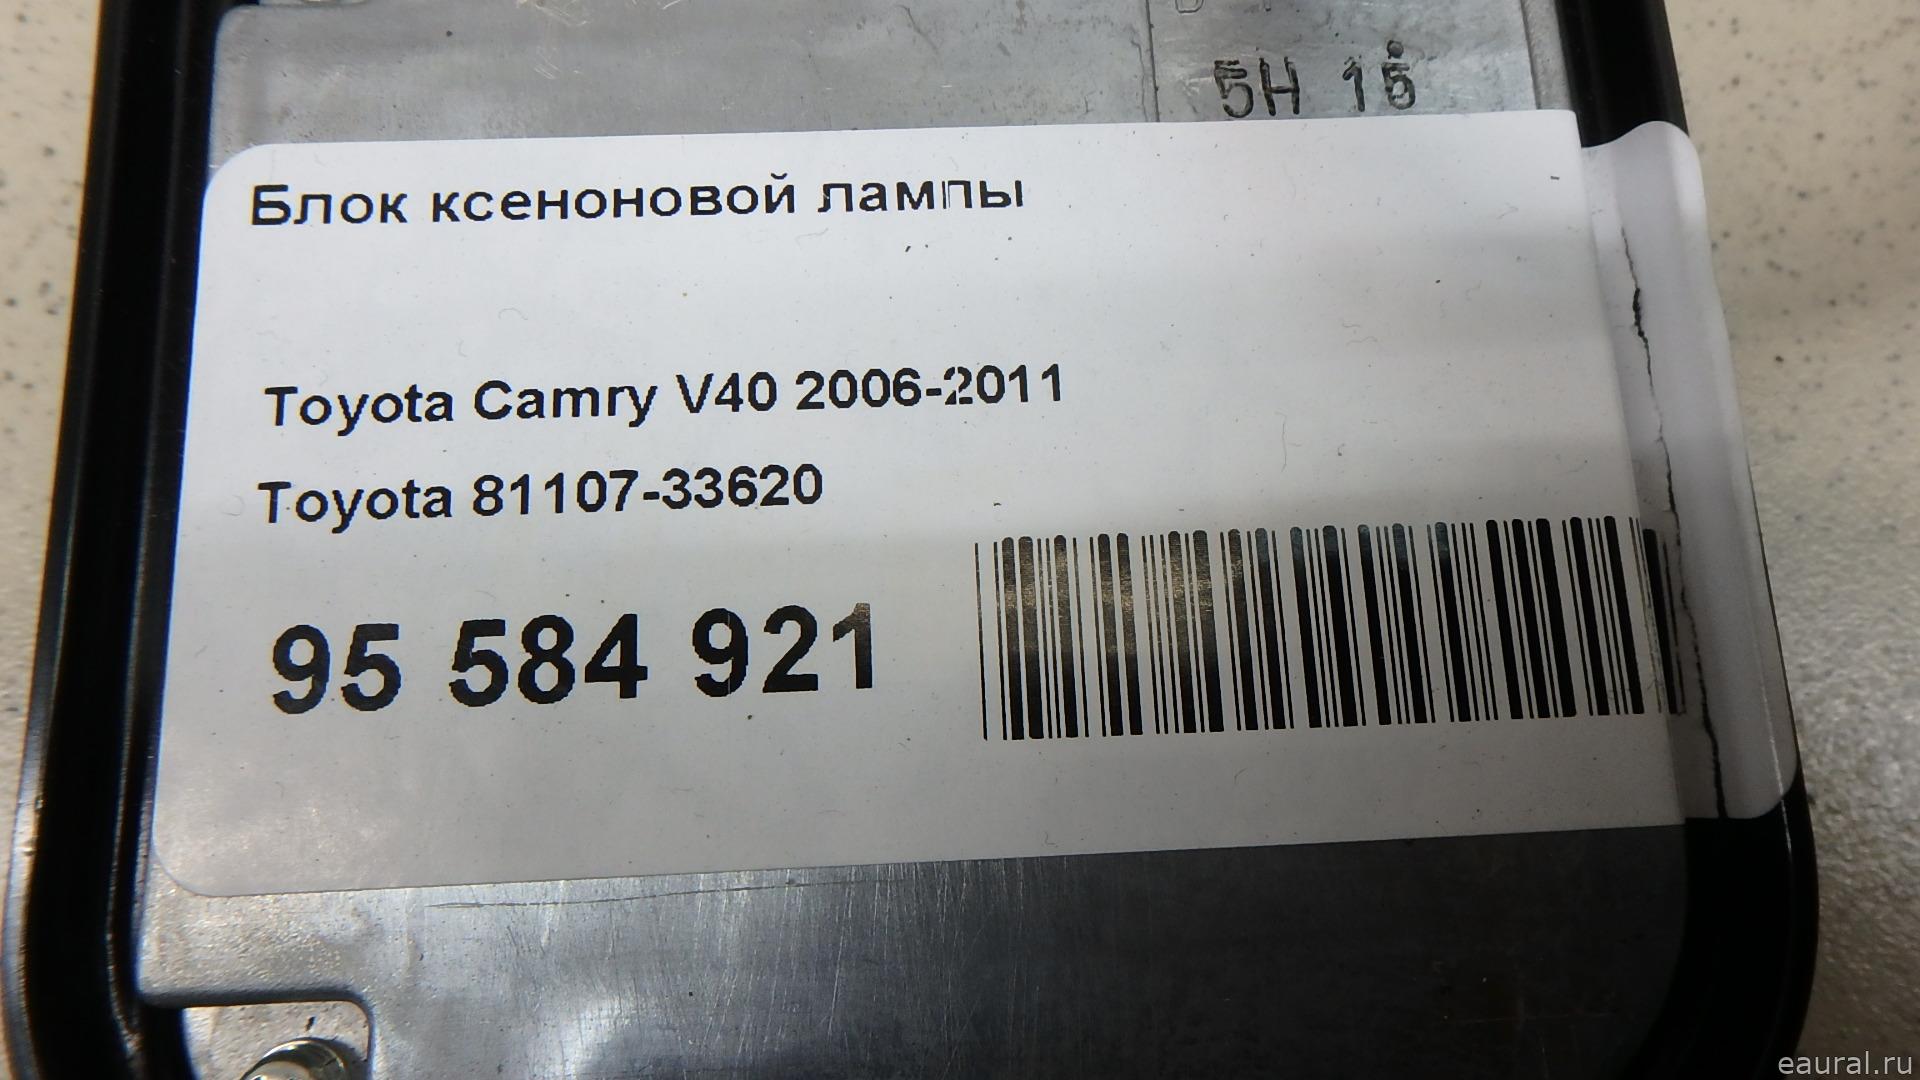 5H 15
Блок ксеноновой лампы
Toyota Camry V40 2006-2011
Toyota 81107-33620
95 584 921
eaural.ru